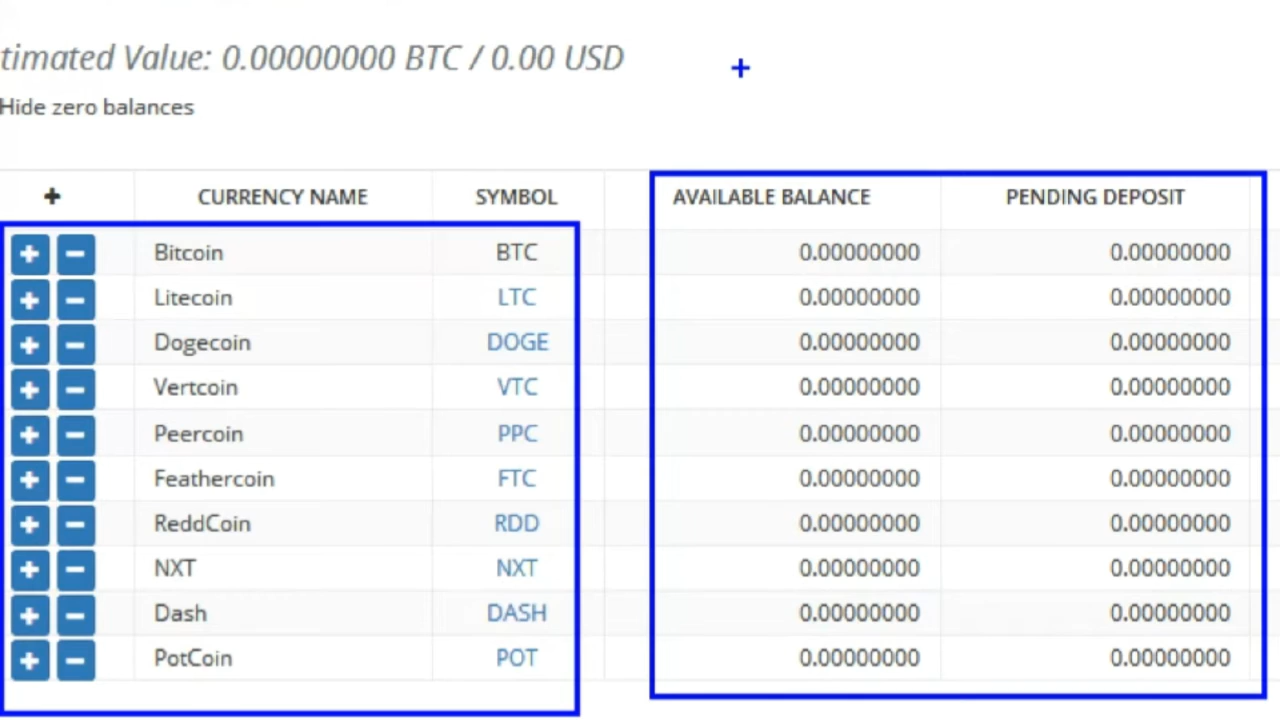 timated Value: 0.00000000 BTC / 0.00 USD
Hide zero balances
CURRENCY NAME SYMBOL AVAILABLE BALANCE PENDING DEPOSIT
Bitcoin BTC 0.00000000 0.00000000
Litecoin LTC 0.00000000 0.00000000
Dogecoin DOGE 0.00000000 0.00000000
Vertcoin VTC 0.00000000 0.00000000
Peercoin PPC 0.00000000 0.00000000
Feathercoin FTC 0.00000000 0.00000000
ReddCoin RDD 0.00000000 0.00000000
NXT NXT 0.00000000 0.00000000
Dash DASH 0.00000000 0.00000000
PotCoin POT 0.00000000 0.00000000